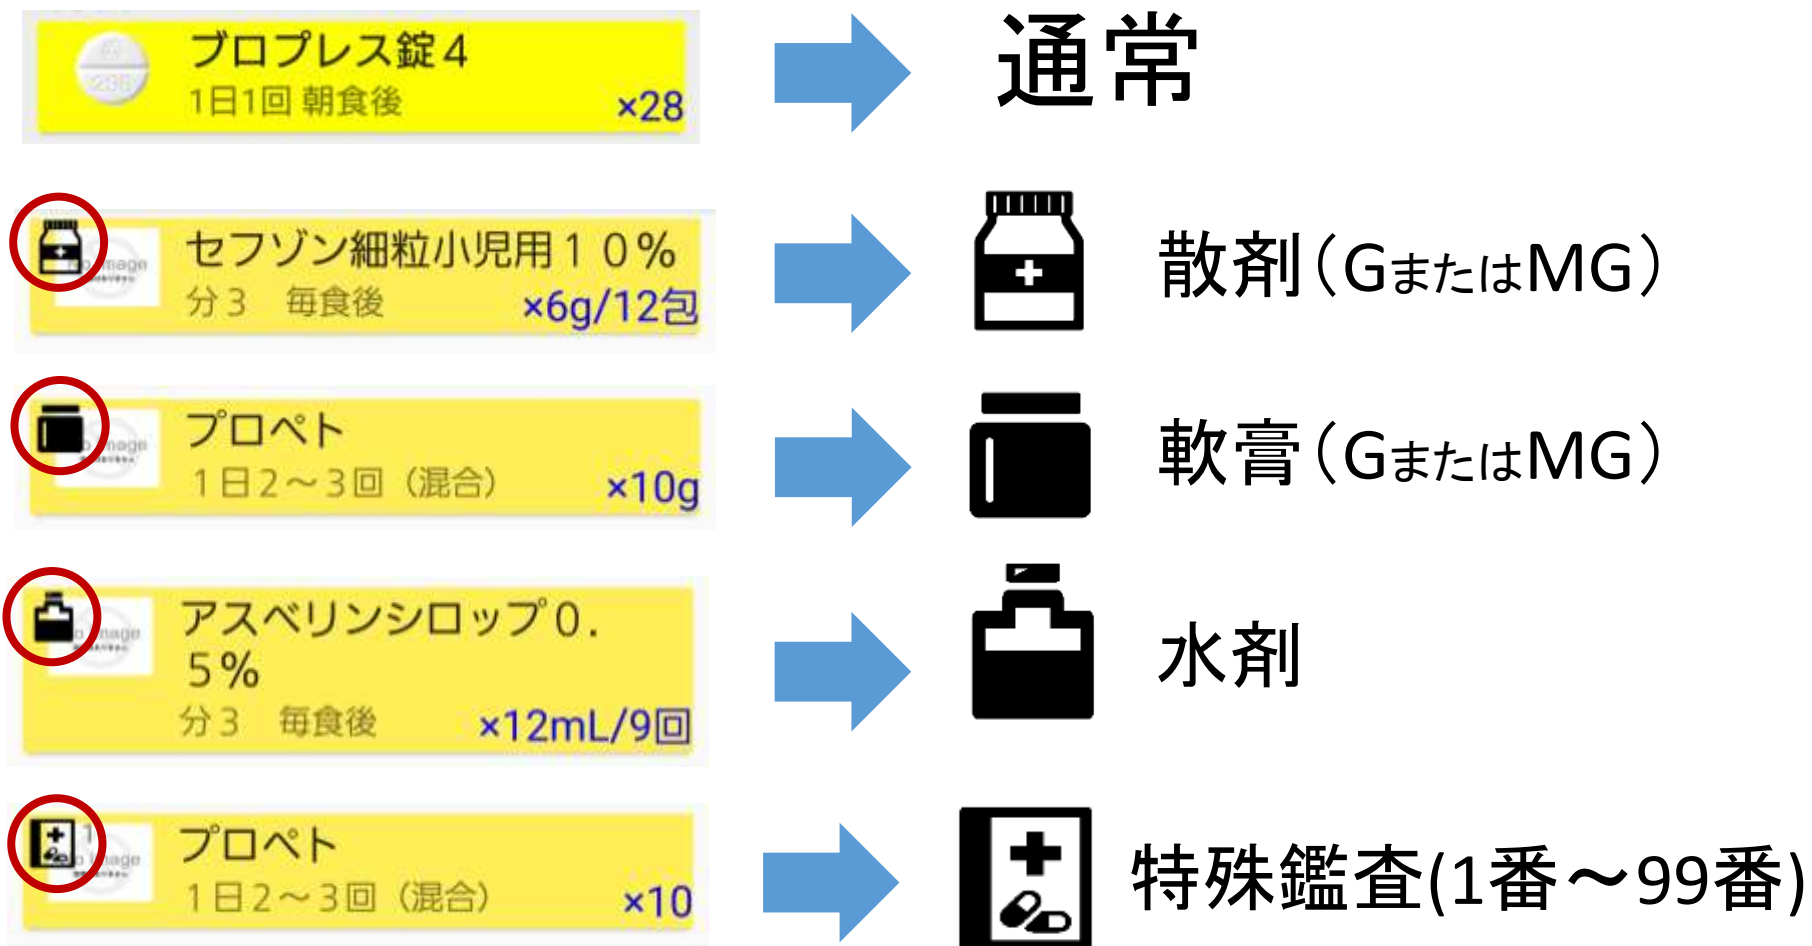 ブロプレス錠4
1日1回 朝食後
×28
通常
セフゾン細粒小児用10%
分3 毎食後
×6g/12包
散剤(GまたはMG)
プロペト
1日2~3回(混合)
×10g
軟膏(GまたはMG)
アスベリンシロップ0.
5%
分3 毎食後
×12mL/9回
水剤
1
プロペト
1日2~3回(混合)
×10
特殊鑑査(1番~99番)